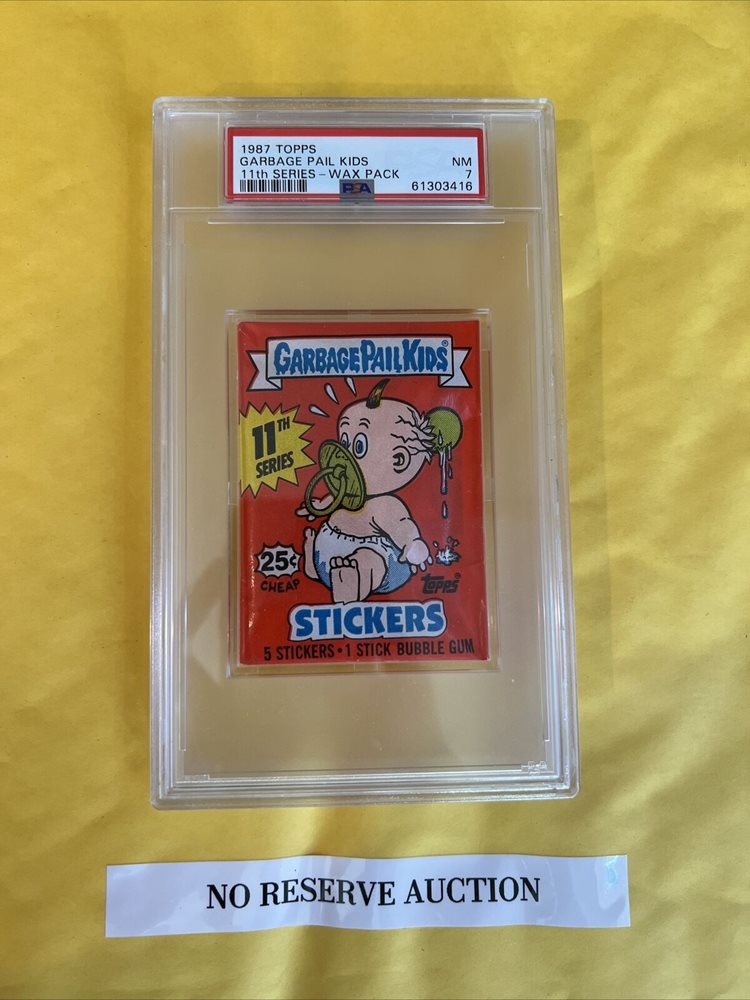 1987 TOPPS
GARBAGE PAIL KIDS NM
11th SERIES - WAX PACK 7
PSA 61303416
GARBAGE PAIL KIDS®
11TH
SERIES
25¢
CHEAP
TOPPS®
STICKERS
5 STICKERS • 1 STICK BUBBLE GUM
NO RESERVE AUCTION